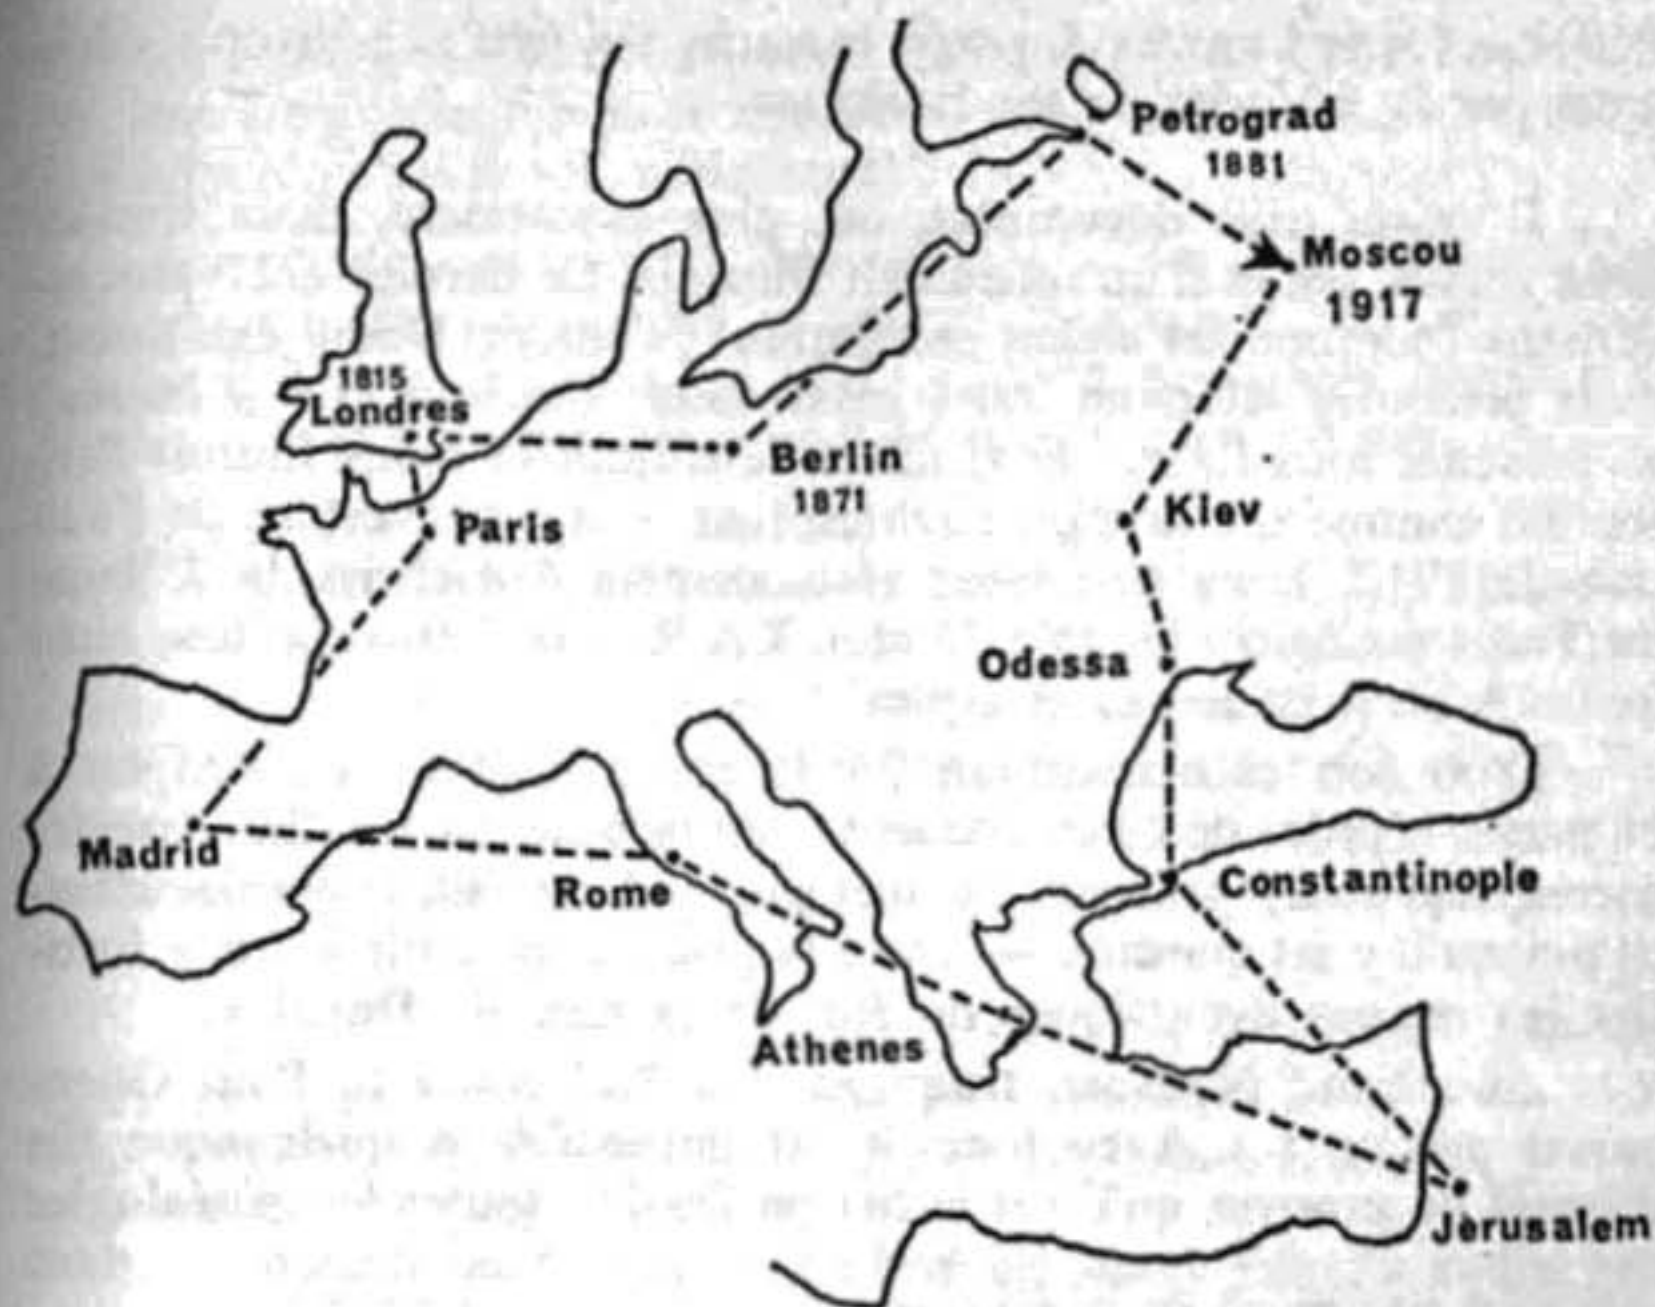 Petrograd
1881
Moscou
1917
1815
Londres
Berlin
1871
Paris
Kiev
Odessa
Madrid
Rome
Constantinople
Athenes
Jerusalem